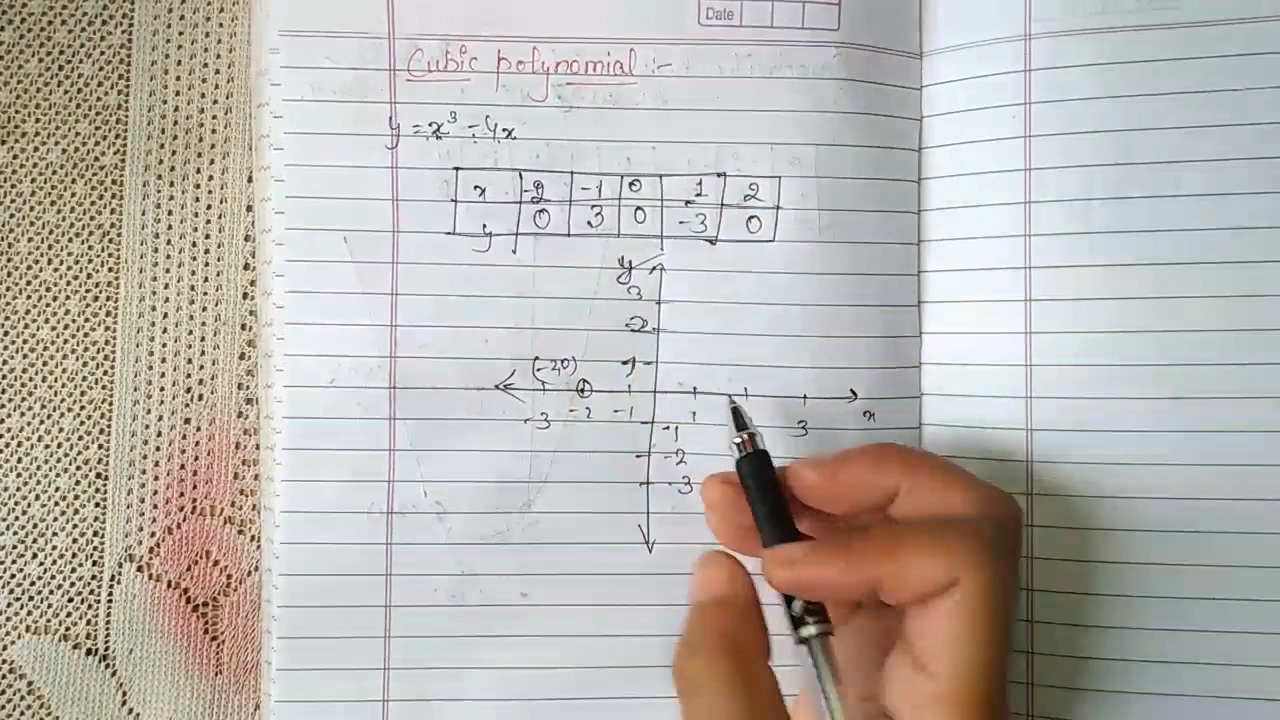 Date
Cubic polynomial :-
y = x³ - 4x
x -2 -1 0 1 2
y 0 3 0 -3 0
y
3
2
1
(-2,0)
-3 -2 -1 1 3 x
-1
-2
-3